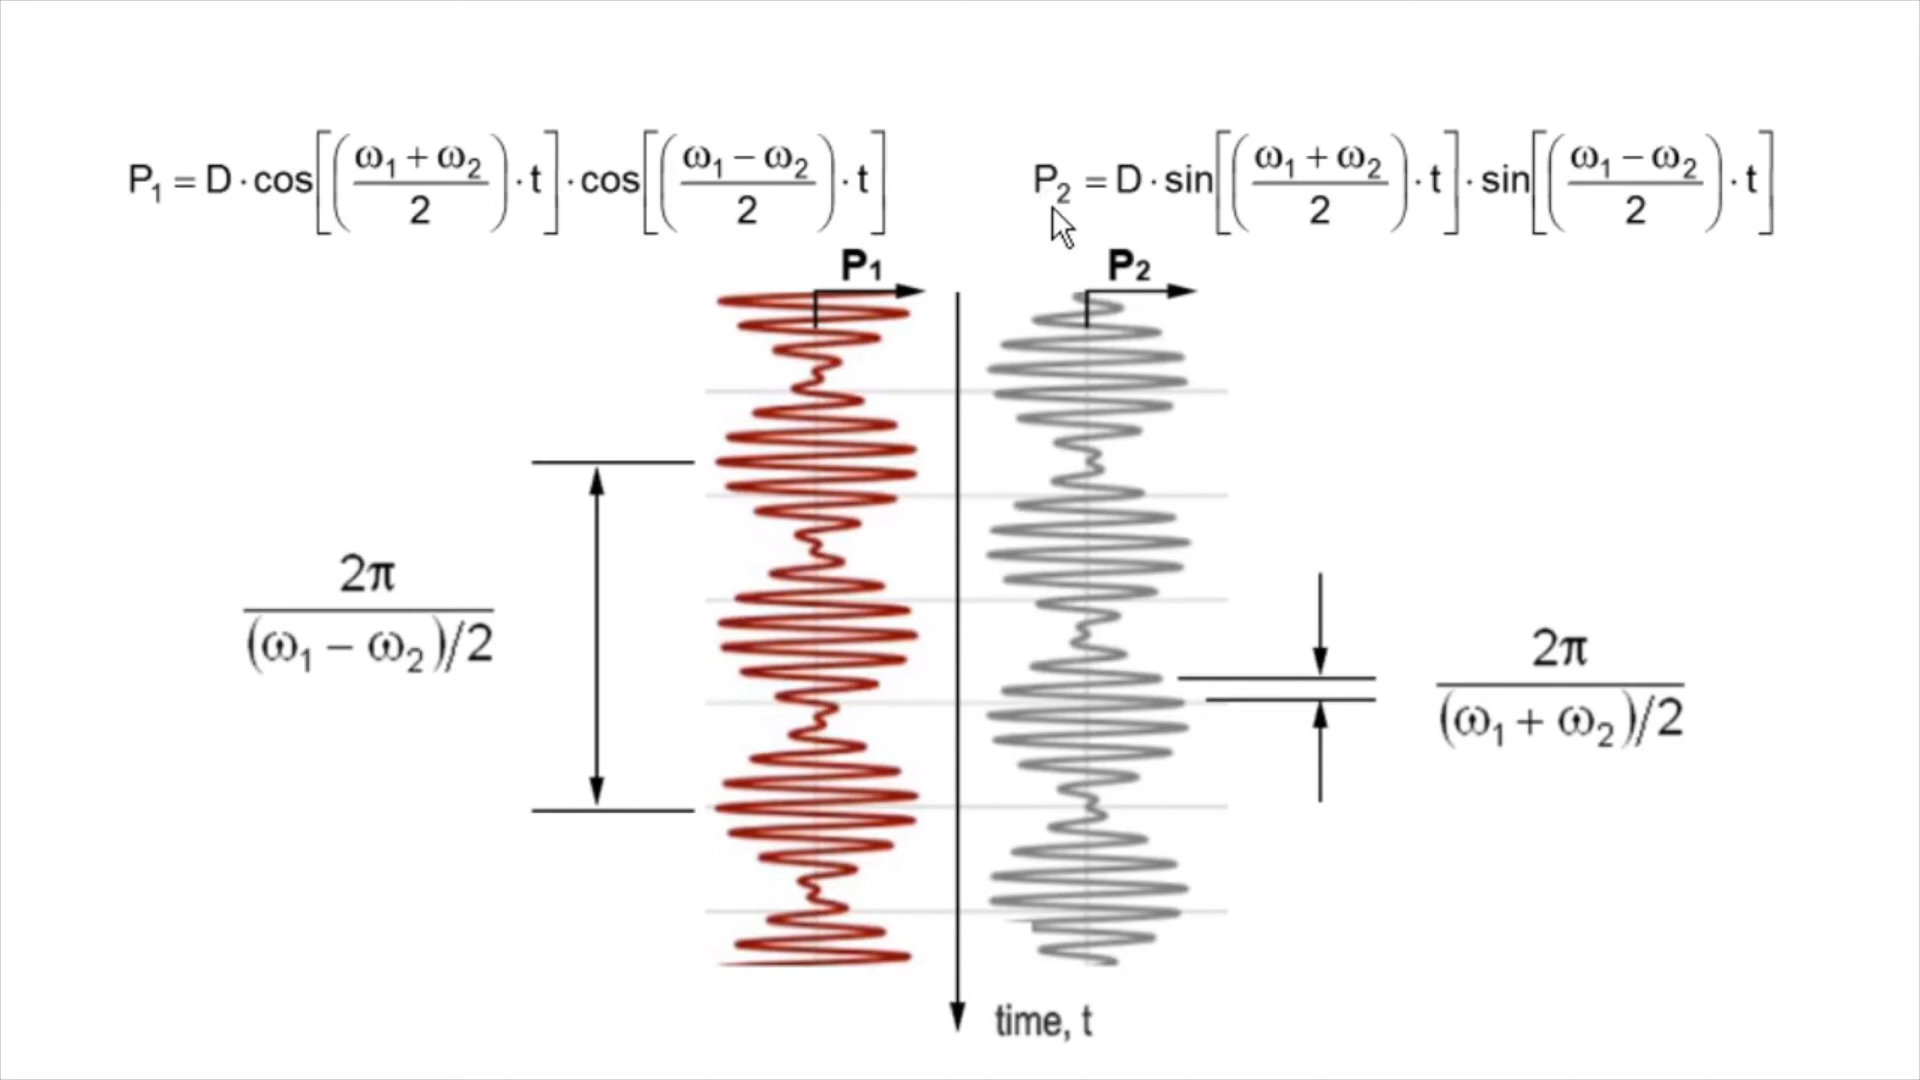 P₁ = D · cos[((ω₁ + ω₂)/2) · t] · cos[((ω₁ − ω₂)/2) · t]
P₂ = D · sin[((ω₁ + ω₂)/2) · t] · sin[((ω₁ − ω₂)/2) · t]
P₁
P₂
2π/((ω₁ − ω₂)/2)
2π/((ω₁ + ω₂)/2)
time, t